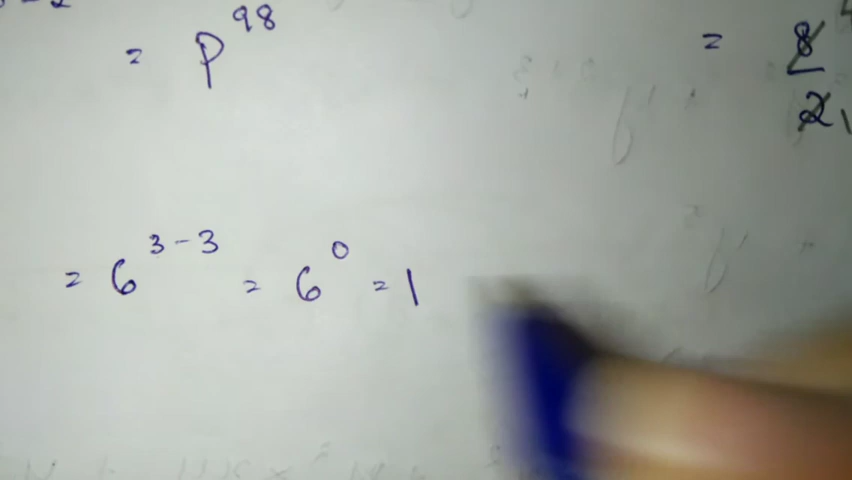 = p^98
= 8/2
= 6^(3-3) = 6^0 = 1